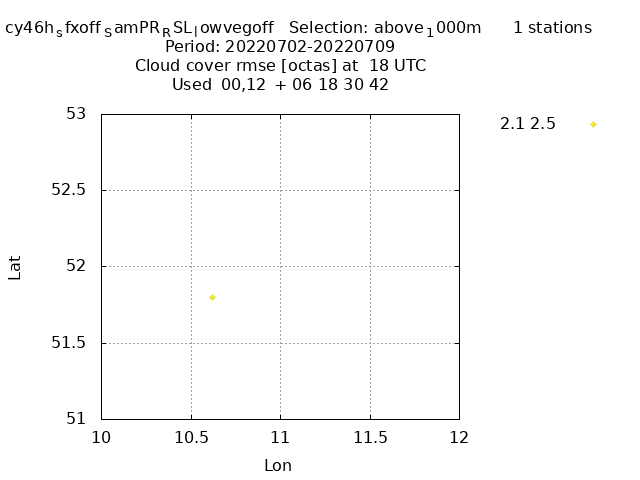 cy46h_sfxoff_SamPR_RSL_lowvegoff Selection: above_1000m 1 stations
Period: 20220702-20220709
Cloud cover rmse [octas] at 18 UTC
Used 00,12 + 06 18 30 42
53
2.1 2.5
52.5
52
Lat
51.5
51
10 10.5 11 11.5 12
Lon